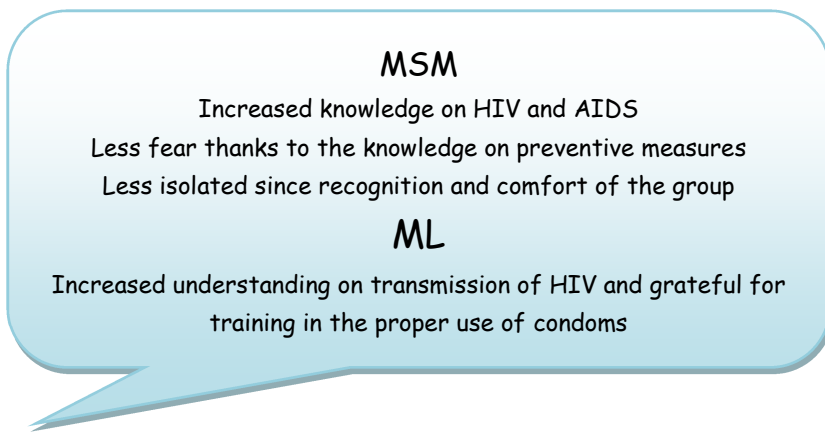 MSM
Increased knowledge on HIV and AIDS
Less fear thanks to the knowledge on preventive measures
Less isolated since recognition and comfort of the group
ML
Increased understanding on transmission of HIV and grateful for
training in the proper use of condoms